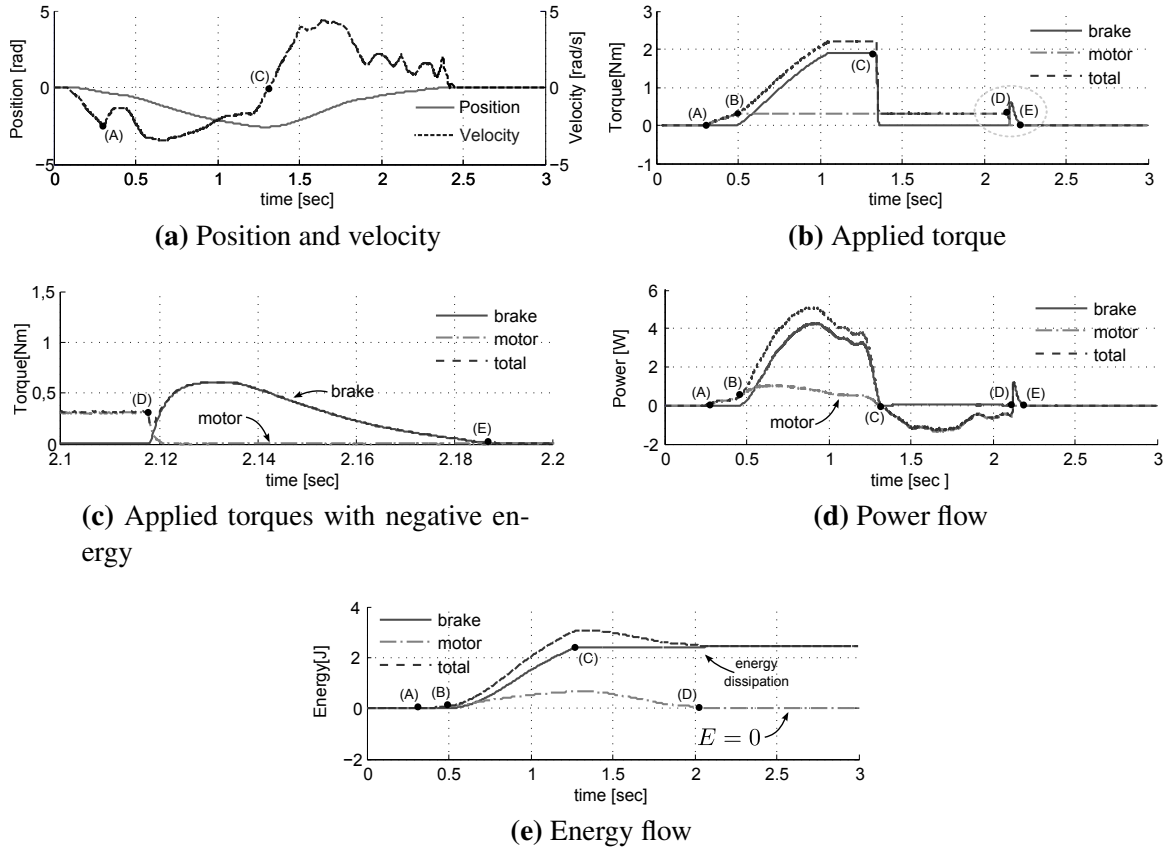 5
0
−5
Position [rad]
5
0
−5
Velocity [rad/s]
(A)
(C)
Position
Velocity
0 0.5 1 1.5 2 2.5 3
time [sec]
(a) Position and velocity
3
2
1
0
−1
Torque[Nm]
(A)
(B)
(C)
(D)
(E)
brake
motor
total
0 0.5 1 1.5 2 2.5 3
time [sec]
(b) Applied torque
1,5
1
0.5
0
Torque[Nm]
(D)
(E)
brake
motor
brake
motor
total
2.1 2.12 2.14 2.16 2.18 2.2
time [sec]
(c) Applied torques with negative en-
ergy
6
4
2
0
−2
Power [W]
(A)
(B)
(C)
(D)
(E)
motor
brake
motor
total
0 0.5 1 1.5 2 2.5 3
time [sec ]
(d) Power flow
4
2
0
−2
Energy[J]
brake
motor
total
(A)
(B)
(C)
(D)
energy
dissipation
E = 0
0 0.5 1 1.5 2 2.5 3
time [sec]
(e) Energy flow